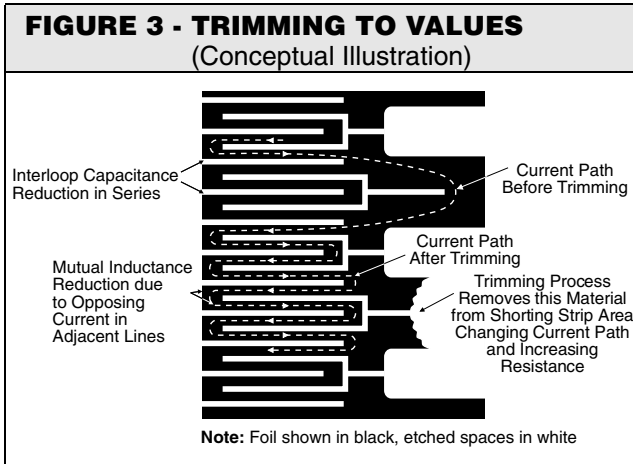 FIGURE 3 - TRIMMING TO VALUES
(Conceptual Illustration)
Interloop Capacitance
Reduction in Series
Current Path
Before Trimming
Current Path
After Trimming
Mutual Inductance
Reduction due
to Opposing
Current in
Adjacent Lines
Trimming Process
Removes this Material
from Shorting Strip Area
Changing Current Path
and Increasing
Resistance
Note: Foil shown in black, etched spaces in white